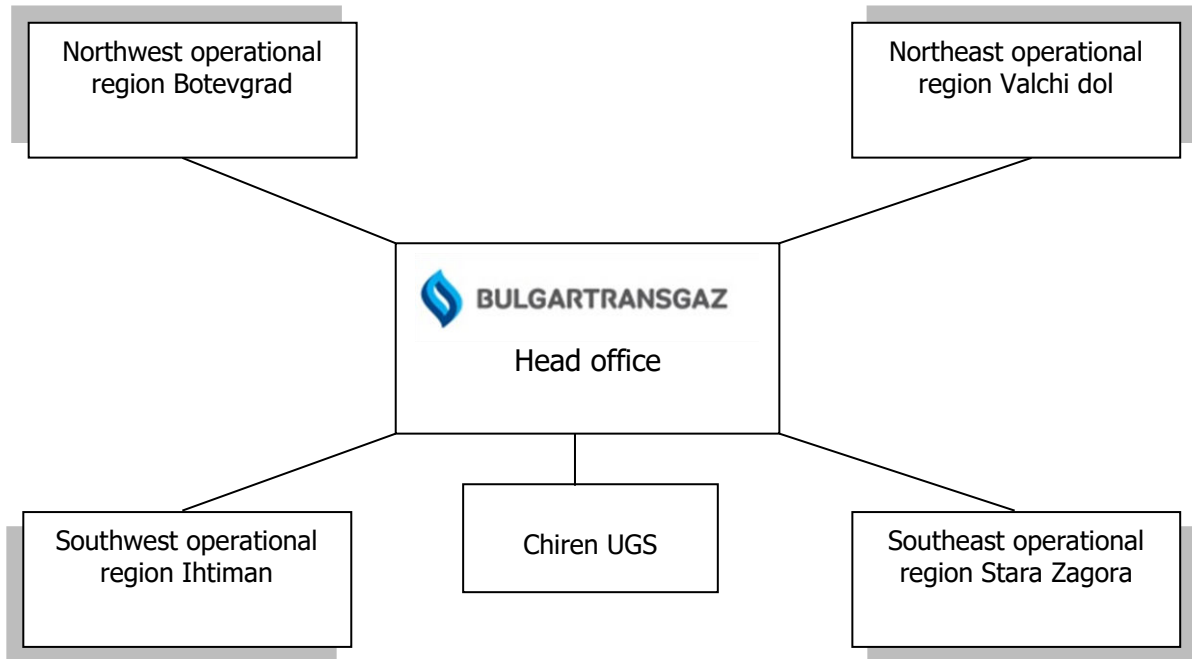 Northwest operational
region Botevgrad
Northeast operational
region Valchi dol
BULGARTRANSGAZ
Head office
Southwest operational
region Ihtiman
Chiren UGS
Southeast operational
region Stara Zagora